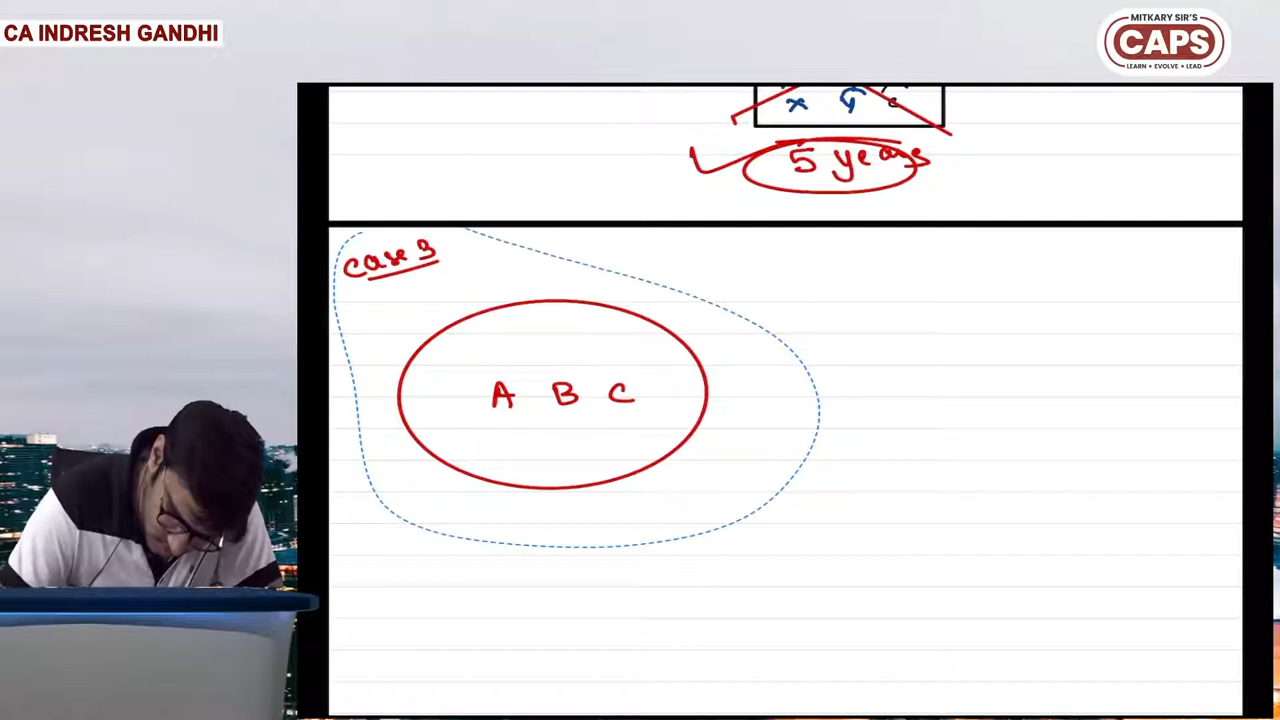 CA INDRESH GANDHI
MITKARY SIR'S
CAPS
LEARN • EVOLVE • LEAD
5 years
Case 3
A B C